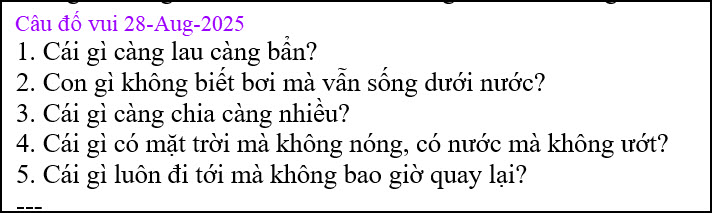 Câu đố vui 28-Aug-2025
1. Cái gì càng lau càng bẩn?
2. Con gì không biết bơi mà vẫn sống dưới nước?
3. Cái gì càng chia càng nhiều?
4. Cái gì có mặt trời mà không nóng, có nước mà không ướt?
5. Cái gì luôn đi tới mà không bao giờ quay lại?
---